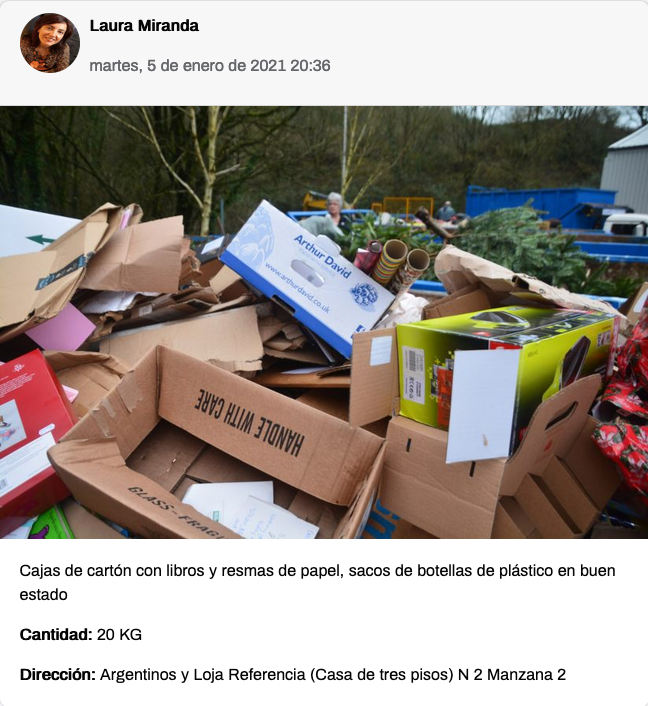 Laura Miranda
martes, 5 de enero de 2021 20:36
Arthur David
www.arthurdavid.co.uk
HANDLE WITH CARE
GLASS-FRAG
Cajas de cartón con libros y resmas de papel, sacos de botellas de plástico en buen
estado
Cantidad: 20 KG
Dirección: Argentinos y Loja Referencia (Casa de tres pisos) N 2 Manzana 2